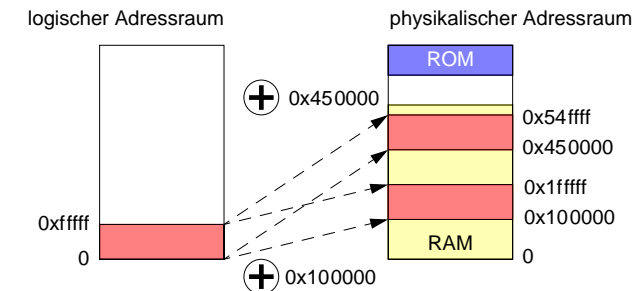 logischer Adressraum
physikalischer Adressraum
ROM
0x450000
0x54ffff
0x450000
0x1fffff
0x100000
0xfffff
0
RAM
0
0x100000